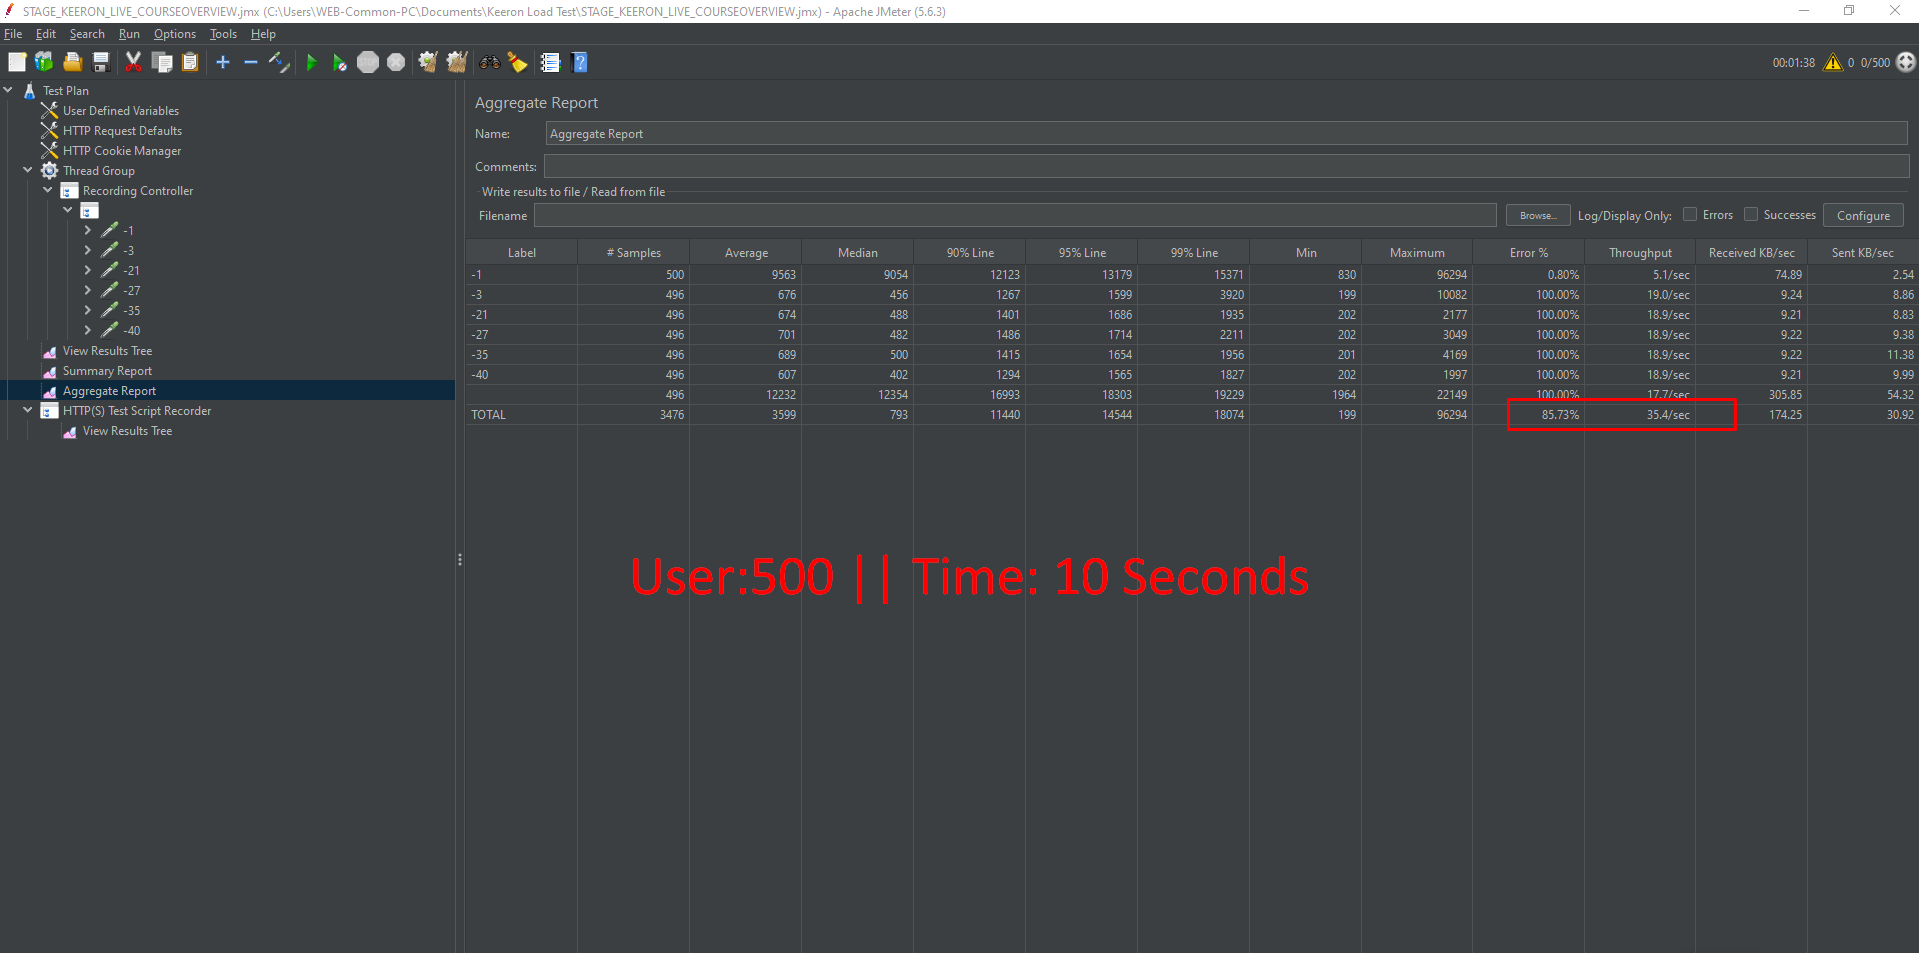 STAGE_KEERON_LIVE_COURSEOVERVIEW.jmx (C:\Users\WEB-Common-PC\Documents\Keeron Load Test\STAGE_KEERON_LIVE_COURSEOVERVIEW.jmx) - Apache JMeter (5.6.3)
File Edit Search Run Options Tools Help
00:01:38 0 0/500
Test Plan
User Defined Variables
HTTP Request Defaults
HTTP Cookie Manager
Thread Group
Recording Controller
-1
-3
-21
-27
-35
-40
View Results Tree
Summary Report
Aggregate Report
HTTP(S) Test Script Recorder
View Results Tree
Aggregate Report
Name: Aggregate Report
Comments:
Write results to file / Read from file
Filename Browse... Log/Display Only: Errors Successes Configure
Label # Samples Average Median 90% Line 95% Line 99% Line Min Maximum Error % Throughput Received KB/sec Sent KB/sec
-1 500 9563 9054 12123 13179 15371 830 96294 0.80% 5.1/sec 74.89 2.54
-3 496 676 456 1267 1599 3920 199 10082 100.00% 19.0/sec 9.24 8.86
-21 496 674 488 1401 1686 1935 202 2177 100.00% 18.9/sec 9.21 8.83
-27 496 701 482 1486 1714 2211 202 3049 100.00% 18.9/sec 9.22 9.38
-35 496 689 500 1415 1654 1956 201 4169 100.00% 18.9/sec 9.22 11.38
-40 496 607 402 1294 1565 1827 202 1997 100.00% 18.9/sec 9.21 9.99
496 12232 12354 16993 18303 19229 1964 22149 100.00% 17.7/sec 305.85 54.32
TOTAL 3476 3599 793 11440 14544 18074 199 96294 85.73% 35.4/sec 174.25 30.92
User:500 || Time: 10 Seconds